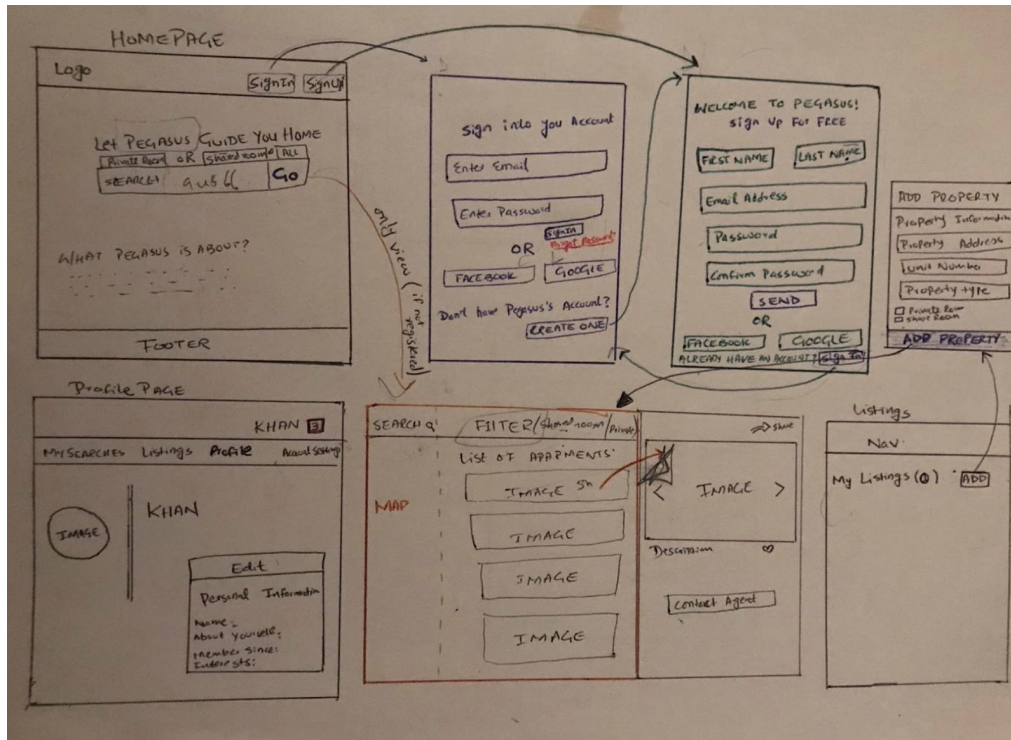 HOMEPAGE
Logo
SignIn
SignUp
Let PEGASUS GUIDE YOU HOME
Private Room OR Shared room ALL
SEARCH
GO
WHAT PEGASUS IS ABOUT?
FOOTER
only view (if not registered)
Sign into you Account
Enter Email
Enter Password
SignIn
OR
Forgot Password
FACEBOOK
GOOGLE
Don't have Pegasus's Account?
CREATE ONE
WELCOME TO PEGASUS!
Sign Up For FREE
FIRST NAME
LAST NAME
Email Address
Password
Confirm Password
SEND
OR
FACEBOOK
GOOGLE
ALREADY HAVE AN ACCOUNT?
Sign In
ADD PROPERTY
Property Information
Property Address
Unit Number
Property type
Private Room
Share Room
ADD PROPERTY
Profile PAGE
KHAN
MY SEARCHES Listings Profile Account Settings
IMAGE
KHAN
Edit
Personal Information
Name:
About Yourself:
Member Since:
Interests:
SEARCH
FILTER/Shared room/Private
LIST OF APAPMENTS:
MAP
IMAGE
IMAGE
IMAGE
IMAGE
Share
< IMAGE >
Description
Contact Agent
Listings
Nav
My Listings (0)
ADD